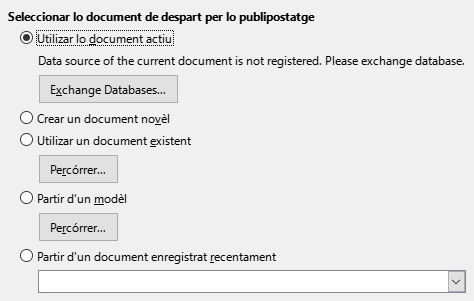 Seleccionar lo document de despart per lo publipostatge
Utilizar lo document actiu
Data source of the current document is not registered. Please exchange database.
Exchange Databases...
Crear un document novèl
Utilizar un document existent
Percórrer...
Partir d'un modèl
Percórrer...
Partir d'un document enregistrat recentament